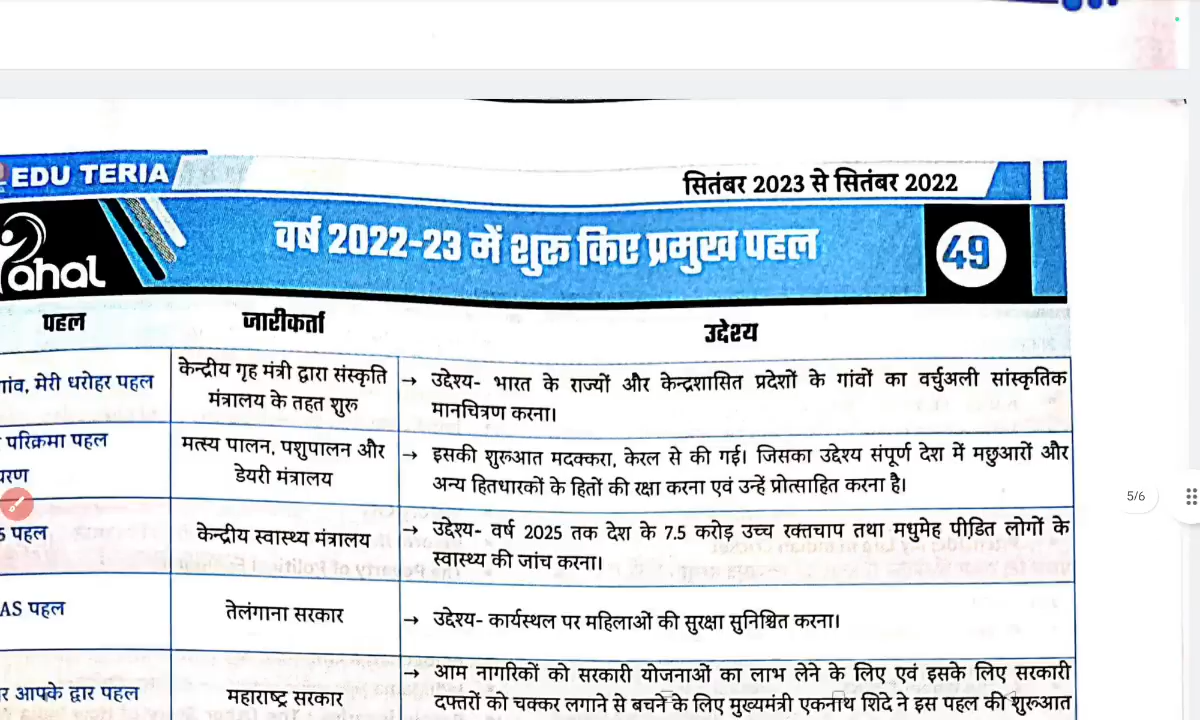 EDU TERIA
सितंबर 2023 से सितंबर 2022
Pahal
वर्ष 2022-23 में शुरू किए प्रमुख पहल
49
पहल
जारीकर्ता
उद्देश्य
गांव, मेरी धरोहर पहल
केन्द्रीय गृह मंत्री द्वारा संस्कृति
मंत्रालय के तहत शुरू
→ उद्देश्य- भारत के राज्यों और केन्द्रशासित प्रदेशों के गांवों का वर्चुअली सांस्कृतिक
मानचित्रण करना।
परिक्रमा पहल
चरण
मत्स्य पालन, पशुपालन और
डेयरी मंत्रालय
→ इसकी शुरूआत मदक्करा, केरल से की गई। जिसका उद्देश्य संपूर्ण देश में मछुआरों और
अन्य हितधारकों के हितों की रक्षा करना एवं उन्हें प्रोत्साहित करना है।
5/6
5 पहल
केन्द्रीय स्वास्थ्य मंत्रालय
→ उद्देश्य- वर्ष 2025 तक देश के 7.5 करोड़ उच्च रक्तचाप तथा मधुमेह पीड़ित लोगों के
स्वास्थ्य की जांच करना।
AS पहल
तेलंगाना सरकार
→ उद्देश्य- कार्यस्थल पर महिलाओं की सुरक्षा सुनिश्चित करना।
र आपके द्वार पहल
महाराष्ट्र सरकार
→ आम नागरिकों को सरकारी योजनाओं का लाभ लेने के लिए एवं इसके लिए सरकारी
दफ्तरों को चक्कर लगाने से बचने के लिए मुख्यमंत्री एकनाथ शिंदे ने इस पहल की शुरूआत